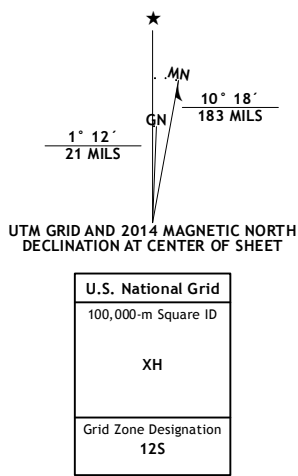 MN
10° 18´
183 MILS
GN
1° 12´
21 MILS
UTM GRID AND 2014 MAGNETIC NORTH
DECLINATION AT CENTER OF SHEET
U.S. National Grid
100,000-m Square ID
XH
Grid Zone Designation
12S